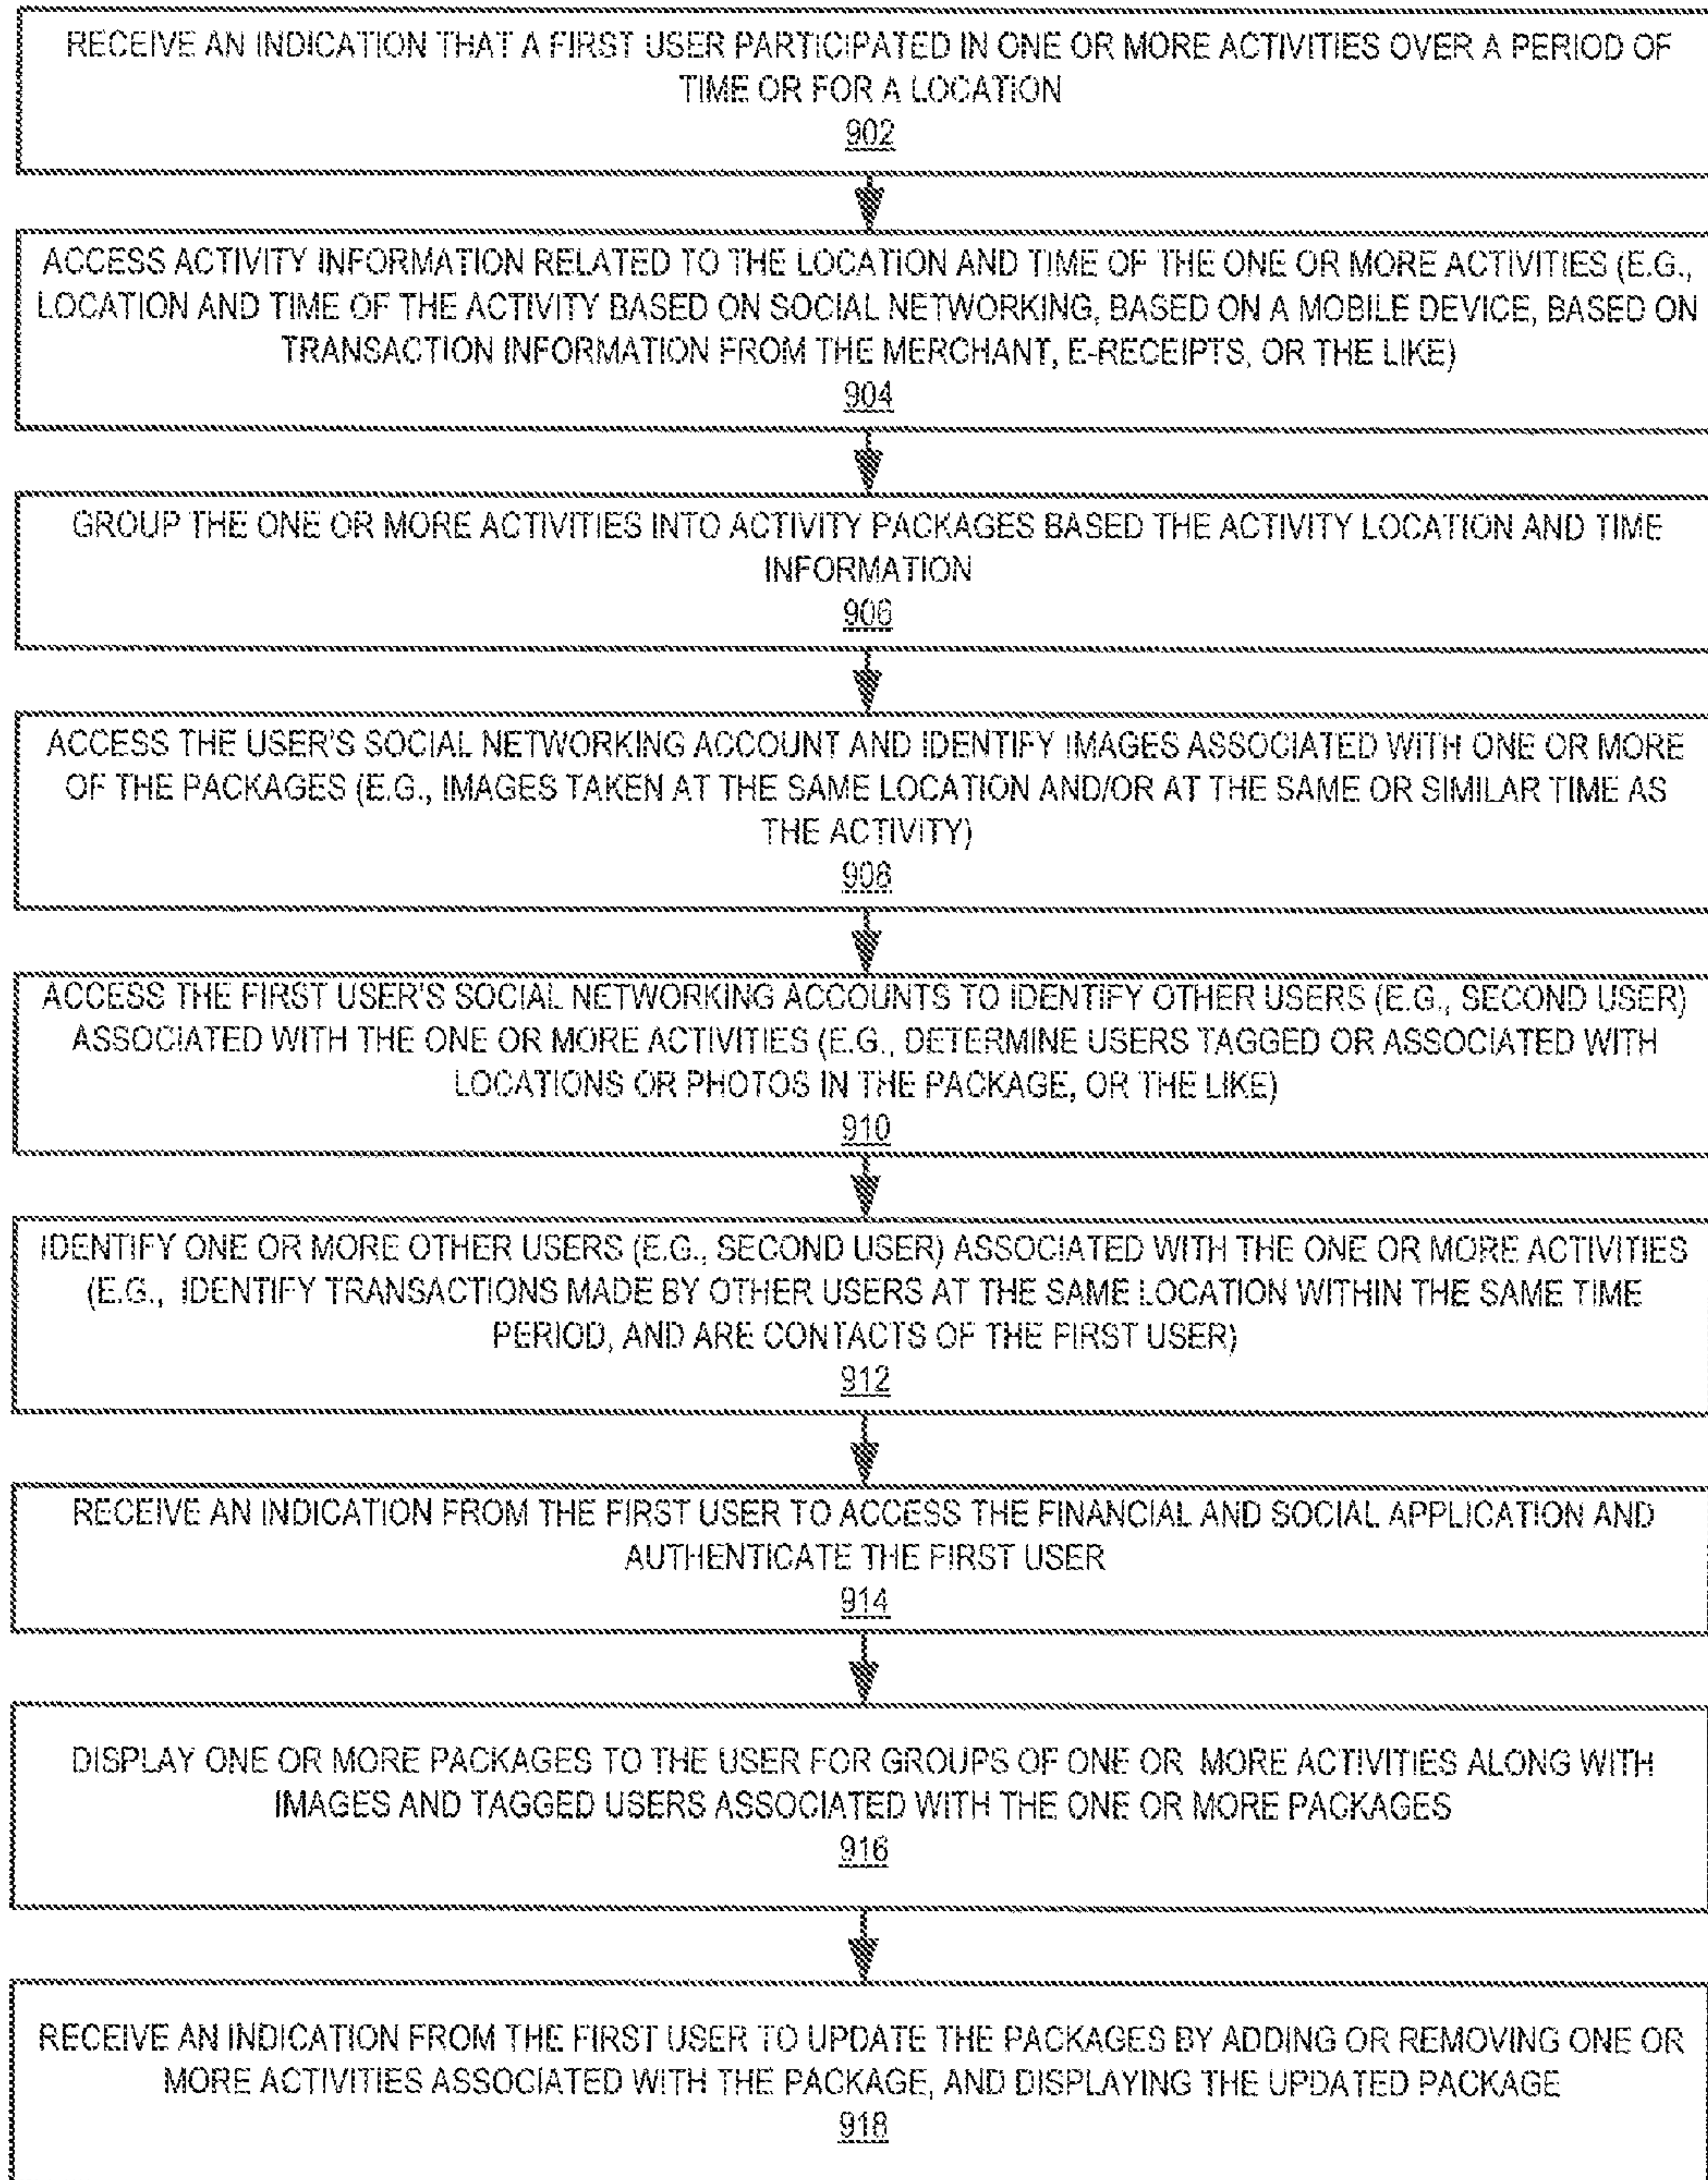 RECEIVE AN INDICATION THAT A FIRST USER PARTICIPATED IN ONE OR MORE ACTIVITIES OVER A PERIOD OF
TIME OR FOR A LOCATION
902
ACCESS ACTIVITY INFORMATION RELATED TO THE LOCATION AND TIME OF THE ONE OR MORE ACTIVITIES (E.G.,
LOCATION AND TIME OF THE ACTIVITY BASED ON SOCIAL NETWORKING, BASED ON A MOBILE DEVICE, BASED ON
TRANSACTION INFORMATION FROM THE MERCHANT, E-RECEIPTS, OR THE LIKE)
904
GROUP THE ONE OR MORE ACTIVITIES INTO ACTIVITY PACKAGES BASED THE ACTIVITY LOCATION AND TIME
INFORMATION
906
ACCESS THE USER'S SOCIAL NETWORKING ACCOUNT AND IDENTIFY IMAGES ASSOCIATED WITH ONE OR MORE
OF THE PACKAGES (E.G., IMAGES TAKEN AT THE SAME LOCATION AND/OR AT THE SAME OR SIMILAR TIME AS
THE ACTIVITY)
908
ACCESS THE FIRST USER'S SOCIAL NETWORKING ACCOUNTS TO IDENTIFY OTHER USERS (E.G., SECOND USER)
ASSOCIATED WITH THE ONE OR MORE ACTIVITIES (E.G., DETERMINE USERS TAGGED OR ASSOCIATED WITH
LOCATIONS OR PHOTOS IN THE PACKAGE, OR THE LIKE)
910
IDENTIFY ONE OR MORE OTHER USERS (E.G., SECOND USER) ASSOCIATED WITH THE ONE OR MORE ACTIVITIES
(E.G., IDENTIFY TRANSACTIONS MADE BY OTHER USERS AT THE SAME LOCATION WITHIN THE SAME TIME
PERIOD, AND ARE CONTACTS OF THE FIRST USER)
912
RECEIVE AN INDICATION FROM THE FIRST USER TO ACCESS THE FINANCIAL AND SOCIAL APPLICATION AND
AUTHENTICATE THE FIRST USER
914
DISPLAY ONE OR MORE PACKAGES TO THE USER FOR GROUPS OF ONE OR MORE ACTIVITIES ALONG WITH
IMAGES AND TAGGED USERS ASSOCIATED WITH THE ONE OR MORE PACKAGES
916
RECEIVE AN INDICATION FROM THE FIRST USER TO UPDATE THE PACKAGES BY ADDING OR REMOVING ONE OR
MORE ACTIVITIES ASSOCIATED WITH THE PACKAGE, AND DISPLAYING THE UPDATED PACKAGE
918